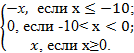 −x, если x ≤ −10;
0, если -10< x < 0;
x, если x≥0.